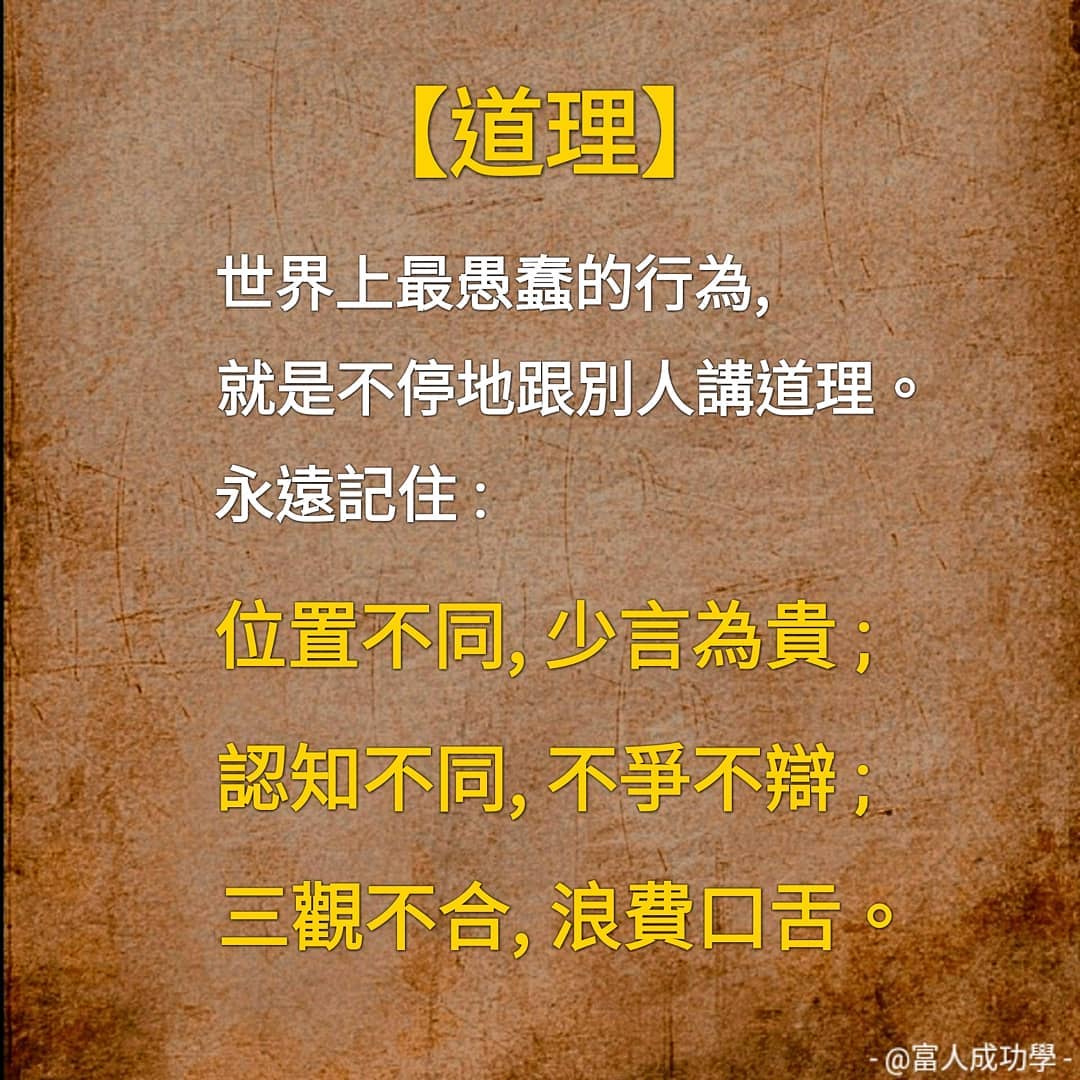 【道理】
世界上最愚蠢的行為,
就是不停地跟別人講道理。
永遠記住 :
位置不同, 少言為貴 ;
認知不同, 不爭不辯 ;
三觀不合, 浪費口舌。
- @富人成功學 -